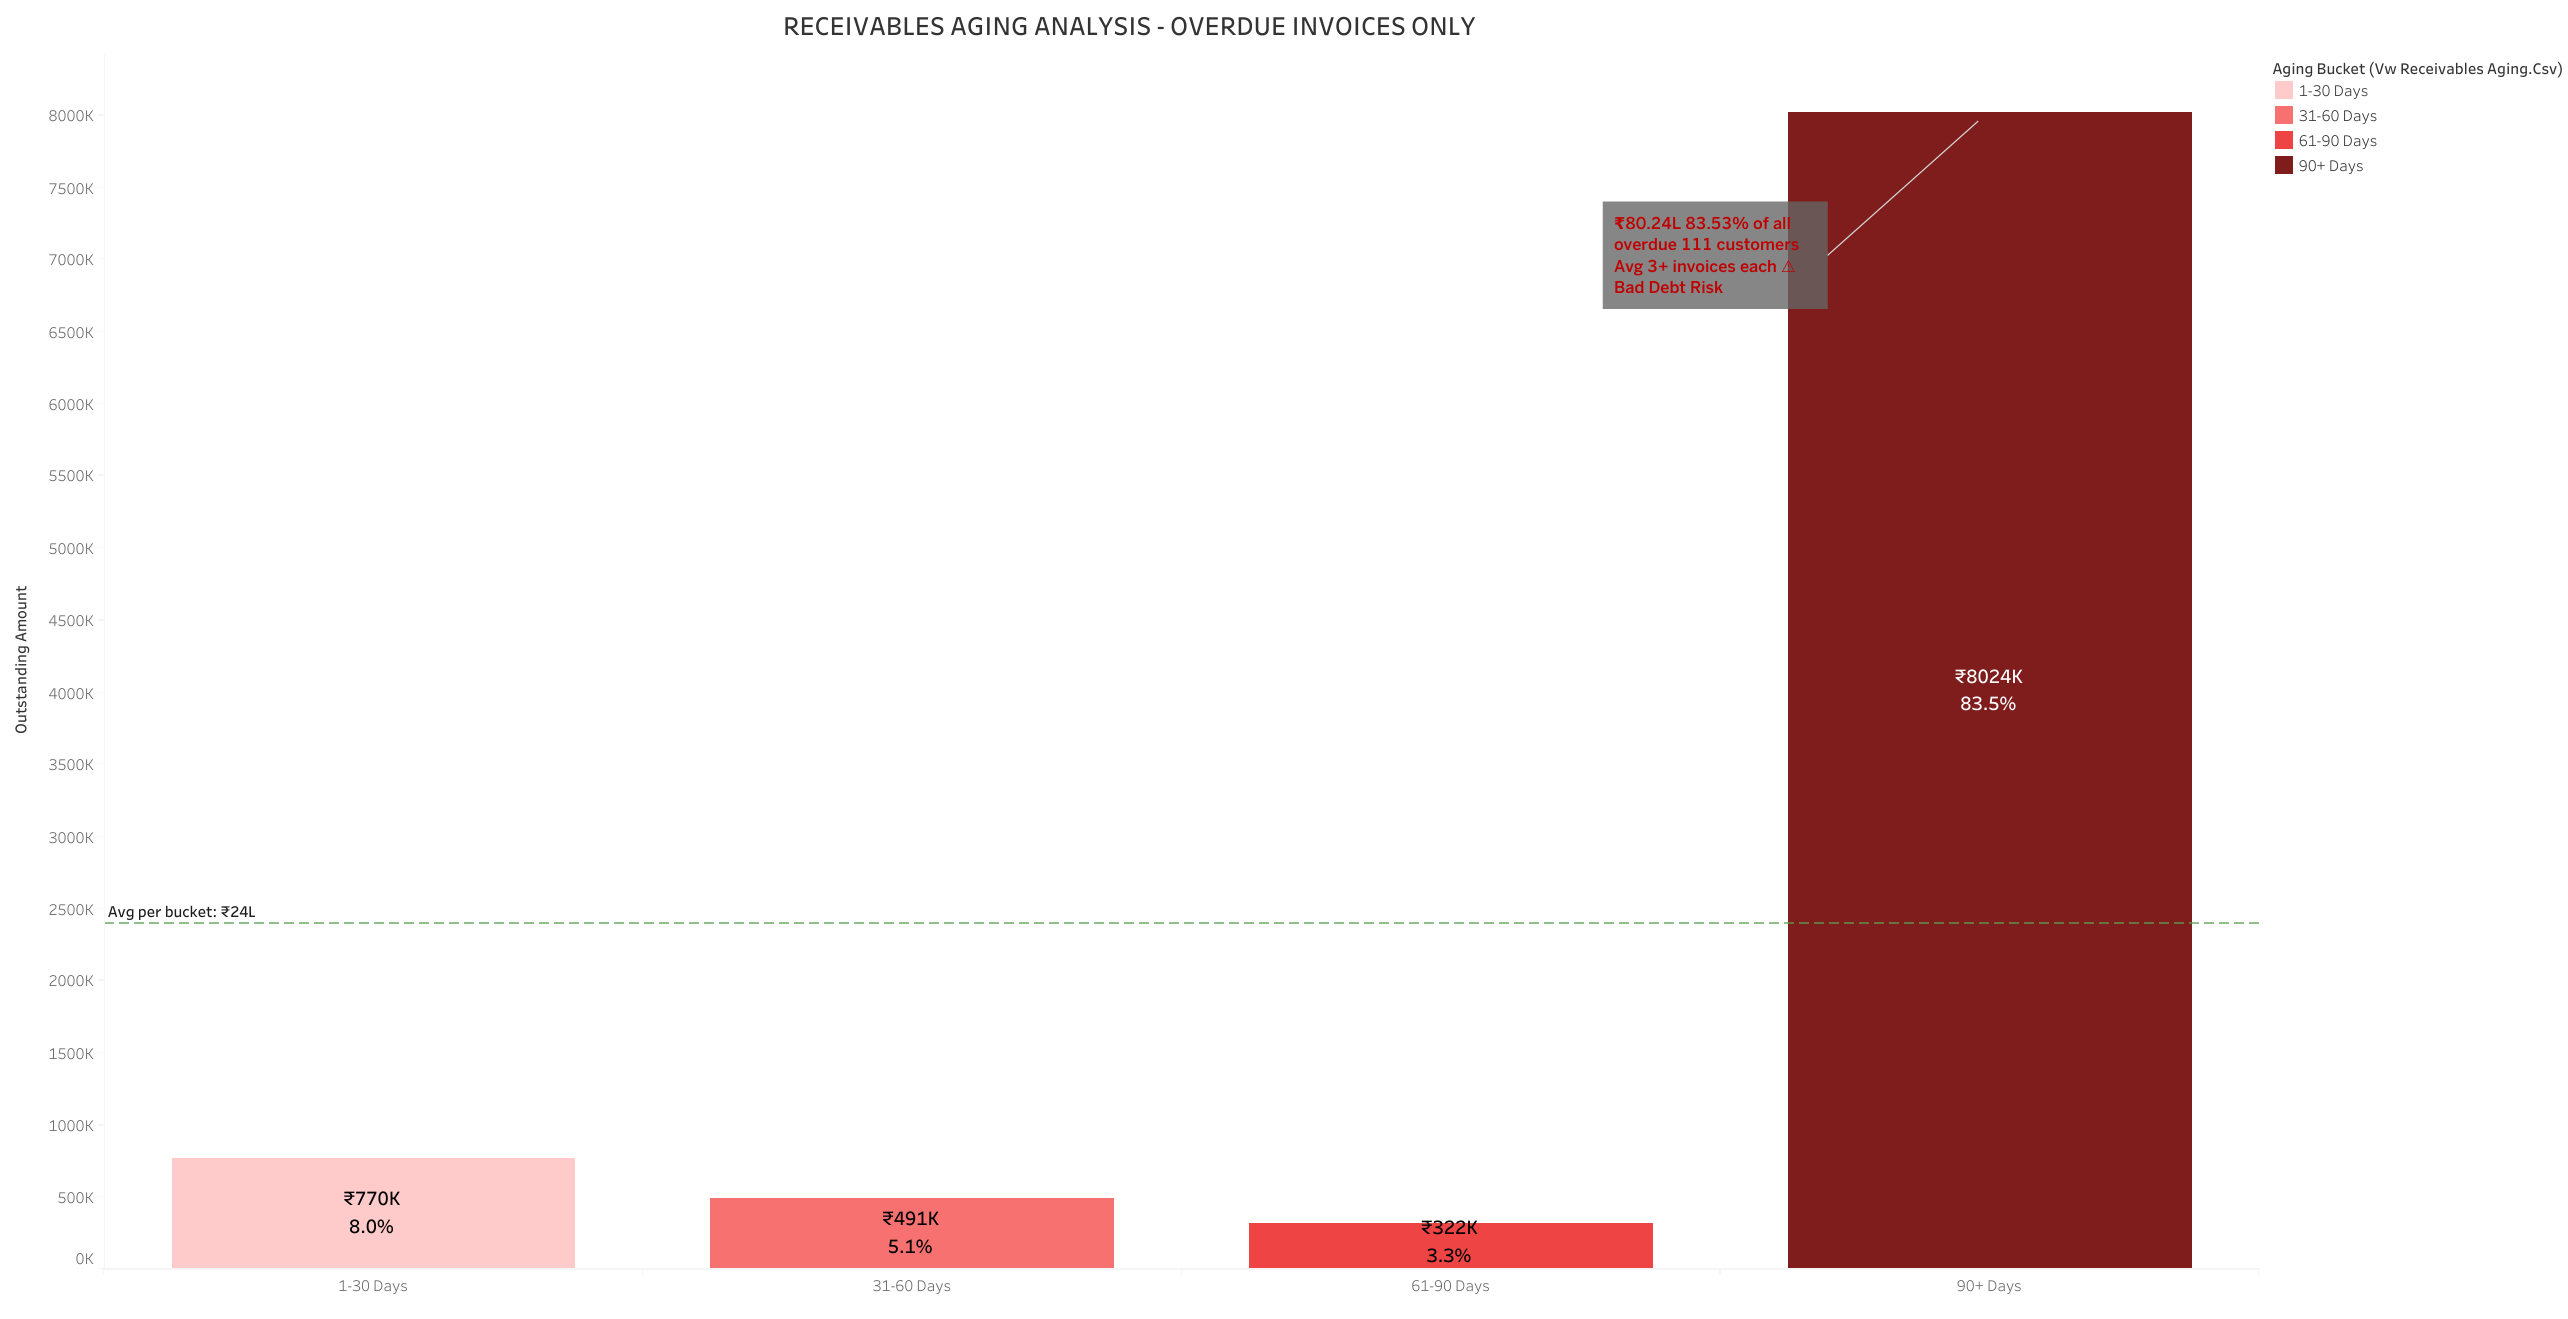 RECEIVABLES AGING ANALYSIS - OVERDUE INVOICES ONLY
Aging Bucket (Vw Receivables Aging.Csv)
1-30 Days
31-60 Days
61-90 Days
90+ Days
Outstanding Amount
8000K
7500K
7000K
6500K
6000K
5500K
5000K
4500K
4000K
3500K
3000K
2500K
2000K
1500K
1000K
500K
0K
₹80.24L 83.53% of all
overdue 111 customers
Avg 3+ invoices each ⚠
Bad Debt Risk
Avg per bucket: ₹24L
₹770K
8.0%
₹491K
5.1%
₹322K
3.3%
₹8024K
83.5%
1-30 Days
31-60 Days
61-90 Days
90+ Days